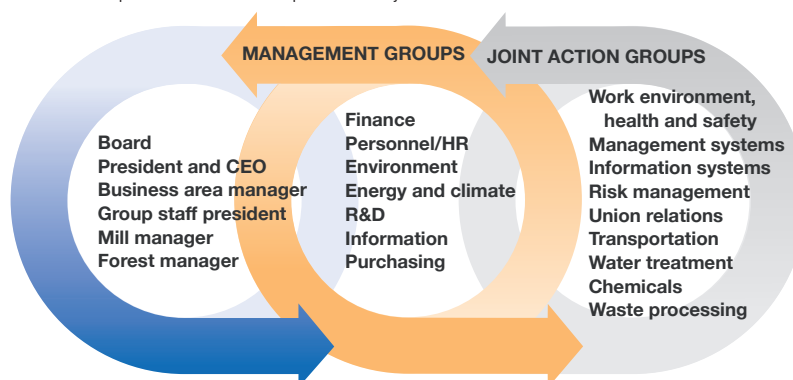 MANAGEMENT GROUPS
JOINT ACTION GROUPS
Board
President and CEO
Business area manager
Group staff president
Mill manager
Forest manager
Finance
Personnel/HR
Environment
Energy and climate
R&D
Information
Purchasing
Work environment,
health and safety
Management systems
Information systems
Risk management
Union relations
Transportation
Water treatment
Chemicals
Waste processing